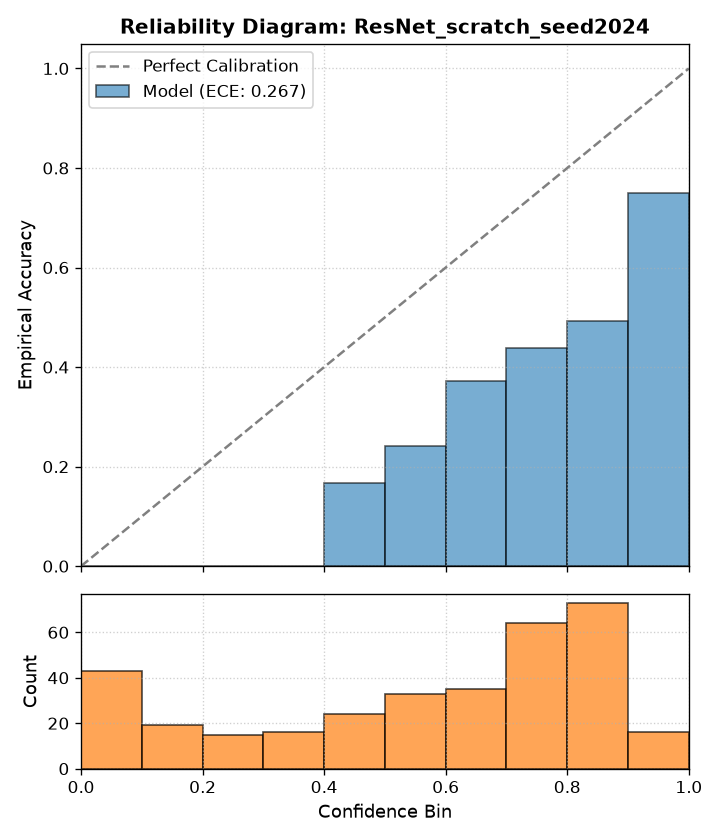 Reliability Diagram: ResNet_scratch_seed2024
Perfect Calibration
Model (ECE: 0.267)
1.0
0.8
0.6
0.4
0.2
0.0
Empirical Accuracy
60
40
20
0
Count
0.0 0.2 0.4 0.6 0.8 1.0
Confidence Bin